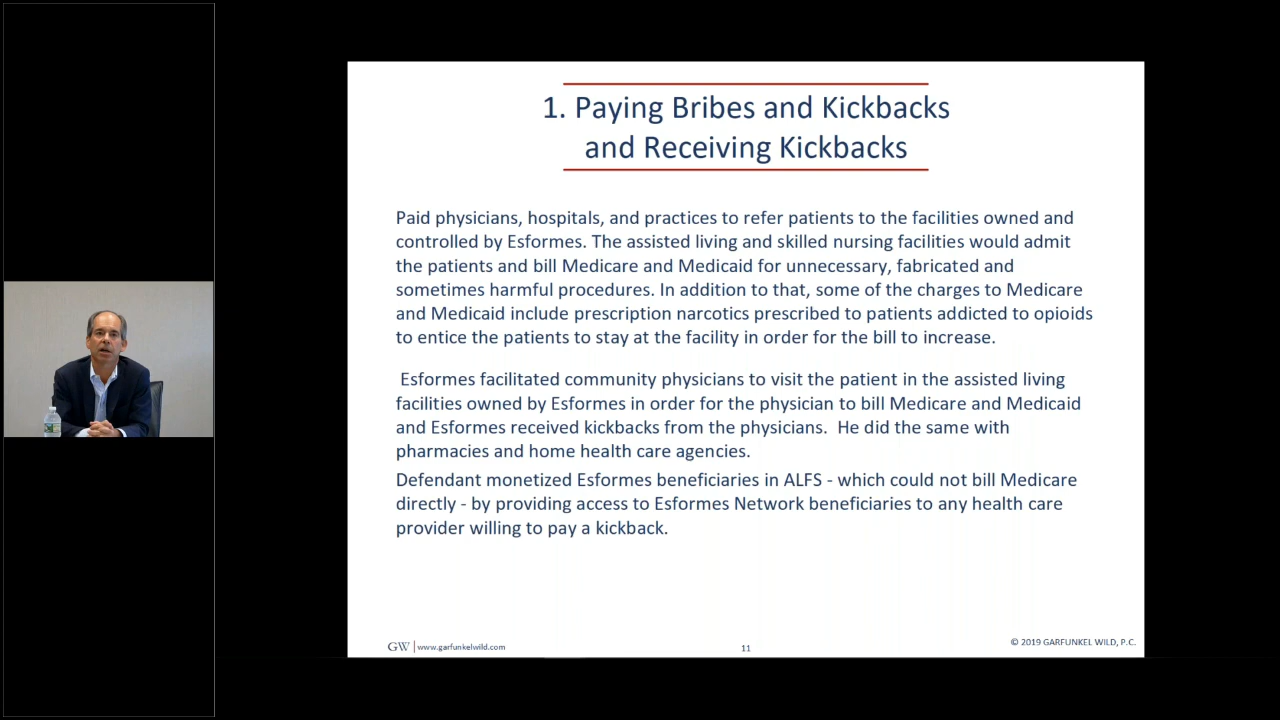 1. Paying Bribes and Kickbacks
and Receiving Kickbacks
Paid physicians, hospitals, and practices to refer patients to the facilities owned and
controlled by Esformes. The assisted living and skilled nursing facilities would admit
the patients and bill Medicare and Medicaid for unnecessary, fabricated and
sometimes harmful procedures. In addition to that, some of the charges to Medicare
and Medicaid include prescription narcotics prescribed to patients addicted to opioids
to entice the patients to stay at the facility in order for the bill to increase.
Esformes facilitated community physicians to visit the patient in the assisted living
facilities owned by Esformes in order for the physician to bill Medicare and Medicaid
and Esformes received kickbacks from the physicians.  He did the same with
pharmacies and home health care agencies.
Defendant monetized Esformes beneficiaries in ALFS - which could not bill Medicare
directly - by providing access to Esformes Network beneficiaries to any health care
provider willing to pay a kickback.
GW | www.garfunkelwild.com
11
© 2019 GARFUNKEL WILD, P.C.